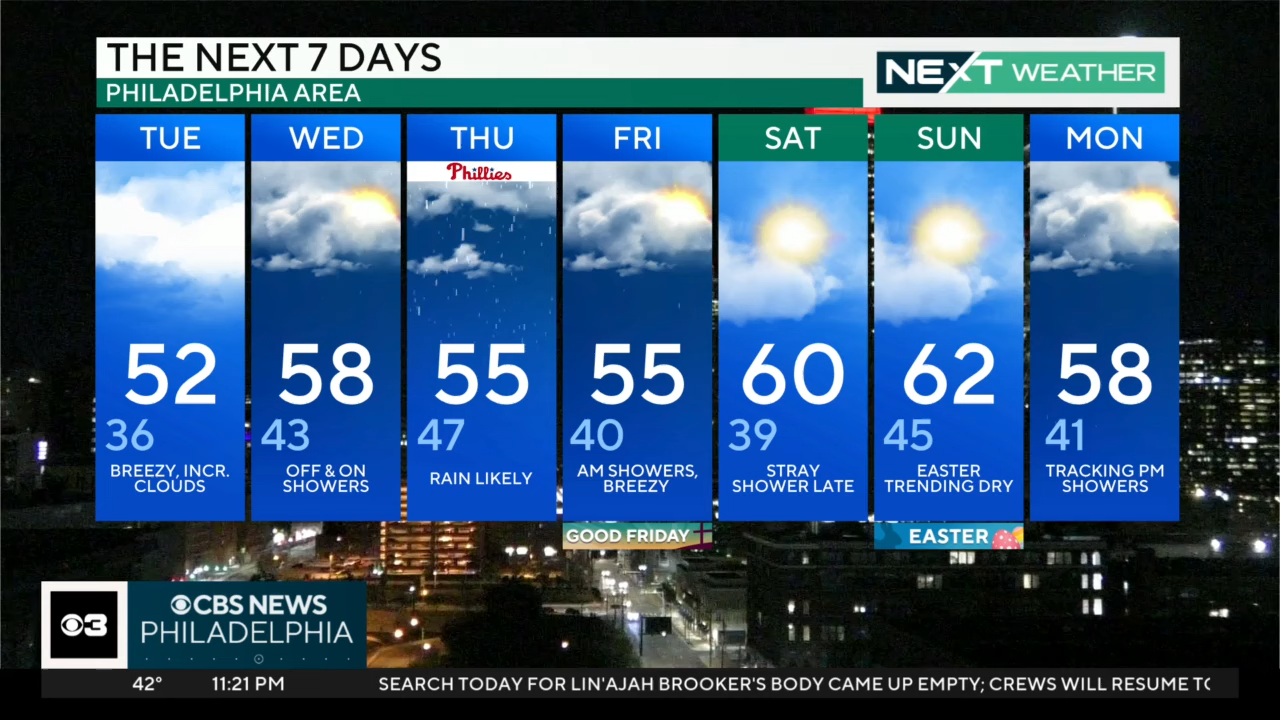 THE NEXT 7 DAYS
NEXT WEATHER
PHILADELPHIA AREA
TUE
52
36
BREEZY, INCR.
CLOUDS
WED
58
43
OFF & ON
SHOWERS
THU
Phillies
55
47
RAIN LIKELY
FRI
55
40
AM SHOWERS,
BREEZY
GOOD FRIDAY
SAT
60
39
STRAY
SHOWER LATE
SUN
62
45
EASTER
TRENDING DRY
EASTER
MON
58
41
TRACKING PM
SHOWERS
3
CBS NEWS
PHILADELPHIA
42° 11:21 PM SEARCH TODAY FOR LIN'AJAH BROOKER'S BODY CAME UP EMPTY; CREWS WILL RESUME TO